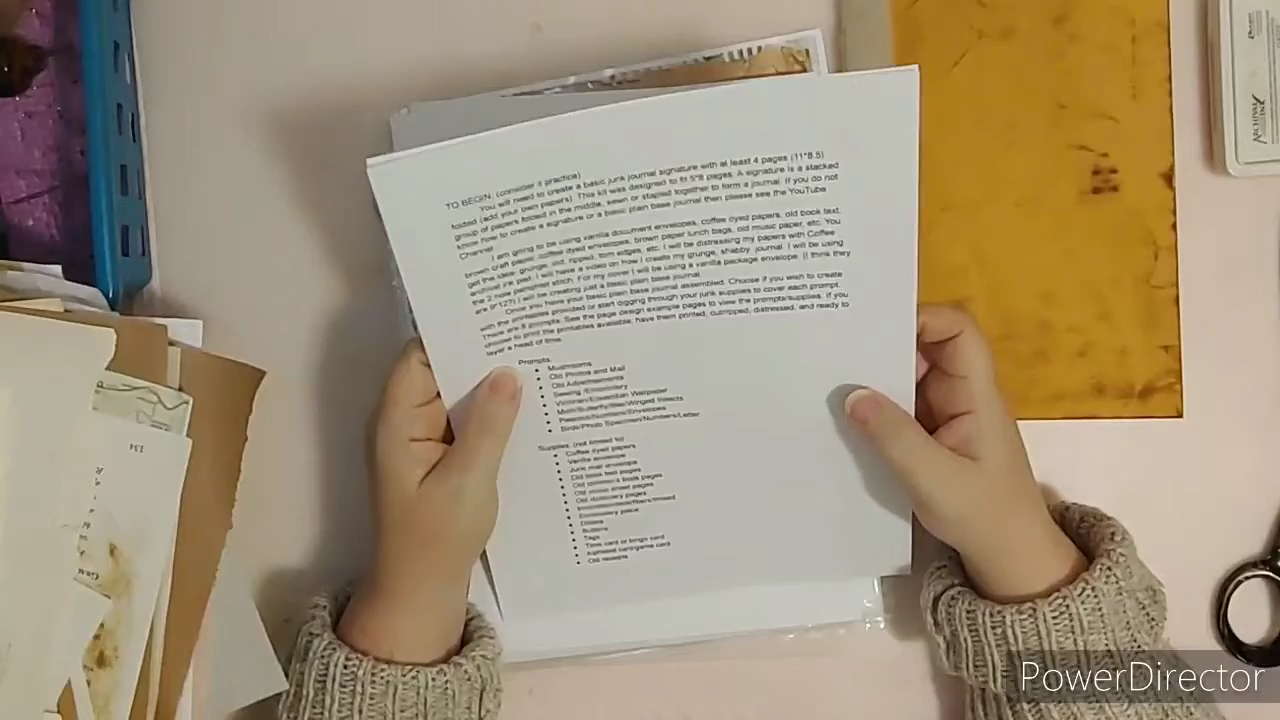 TO BEGIN: (consider it practice)
You will need to create a basic junk journal signature with at least 4 pages (11*8.5)
folded (add your own papers). This kit was designed to fit 5*8 pages. A signature is a stacked
group of papers folded in the middle, sewn or stapled together to form a journal. If you do not
know how to create a signature or a basic plain base journal then please see the YouTube
Channel.
I am going to be using vanilla document envelopes, coffee dyed papers, old book text,
brown craft paper, coffee dyed envelopes, brown paper lunch bags, old music paper, etc. You
get the idea- grunge, old, ripped, torn edges, etc. I will be distressing my papers with Coffee
archival ink pad. I will have a video on how I create my grunge, shabby journal. I will be using
the 2 hole pamphlet stitch. For my cover I will be using a vanilla package envelope. (I think they
are 9*12?) I will be creating just a basic plain base journal.
Once you have your basic plain base journal assembled. Choose if you wish to create
with the printables provided or start digging through your junk supplies to cover each prompt.
There are 8 prompts. See the page design example pages to view the prompts/supplies. If you
choose to print the printables available, have them printed, cut/ripped, distressed, and ready to
layer a head of time.
Prompts:
Mushrooms
Old Photos and Mail
Old Advertisements
Sewing /Embroidery
Victorian/Edwardian Wallpaper
Moth/Butterfly/Bee/Winged Insects
/Numbers/Envelopes
Birds/Photo Specimen/Numbers/Letter
Supplies: (not limited to)
Coffee dyed papers
Vanilla envelope
Junk mail envelope
Old book text pages
Old pages
Old music sheet pages
Old dictionary pages
Embroidery piece
Doilies
Buttons
Tags
Time card or bingo card
Alphabet card/game card
Old receipts
134
PowerDirector